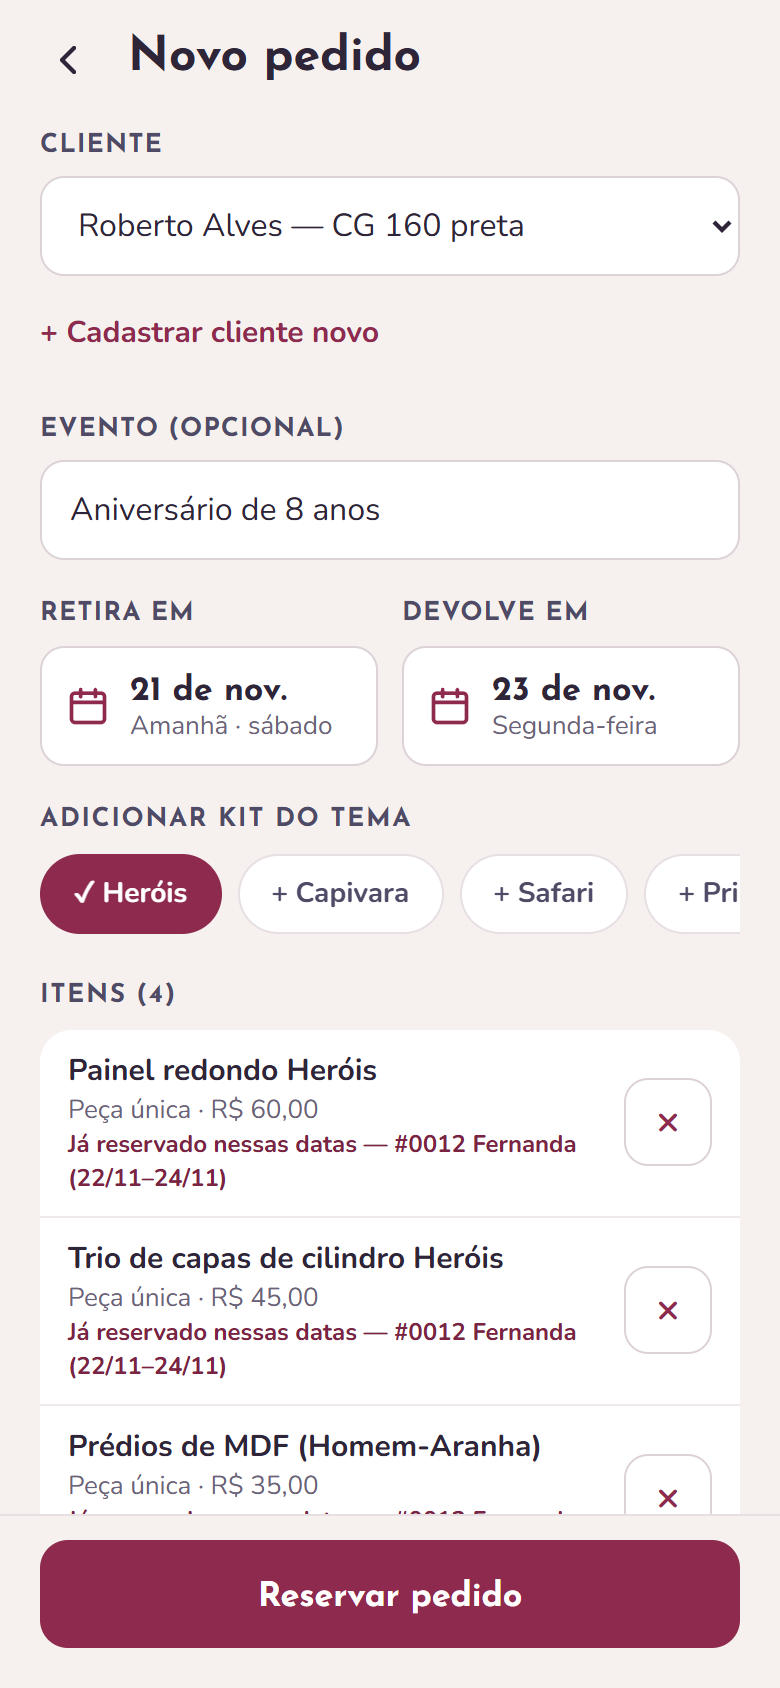 Novo pedido
CLIENTE
Roberto Alves — CG 160 preta
+ Cadastrar cliente novo
EVENTO (OPCIONAL)
Aniversário de 8 anos
RETIRA EM
DEVOLVE EM
21 de nov.
Amanhã · sábado
23 de nov.
Segunda-feira
ADICIONAR KIT DO TEMA
✓ Heróis
+ Capivara
+ Safari
+ Pri
ITENS (4)
Painel redondo Heróis
Peça única · R$ 60,00
Já reservado nessas datas — #0012 Fernanda
(22/11–24/11)
Trio de capas de cilindro Heróis
Peça única · R$ 45,00
Já reservado nessas datas — #0012 Fernanda
(22/11–24/11)
Prédios de MDF (Homem-Aranha)
Peça única · R$ 35,00
Reservar pedido